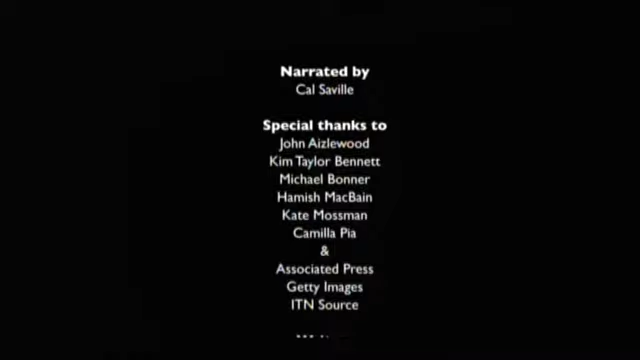 Narrated by
Cal Saville
Special thanks to
John Aizlewood
Kim Taylor Bennett
Michael Bonner
Hamish MacBain
Kate Mossman
Camilla Pia
&
Associated Press
Getty Images
ITN Source